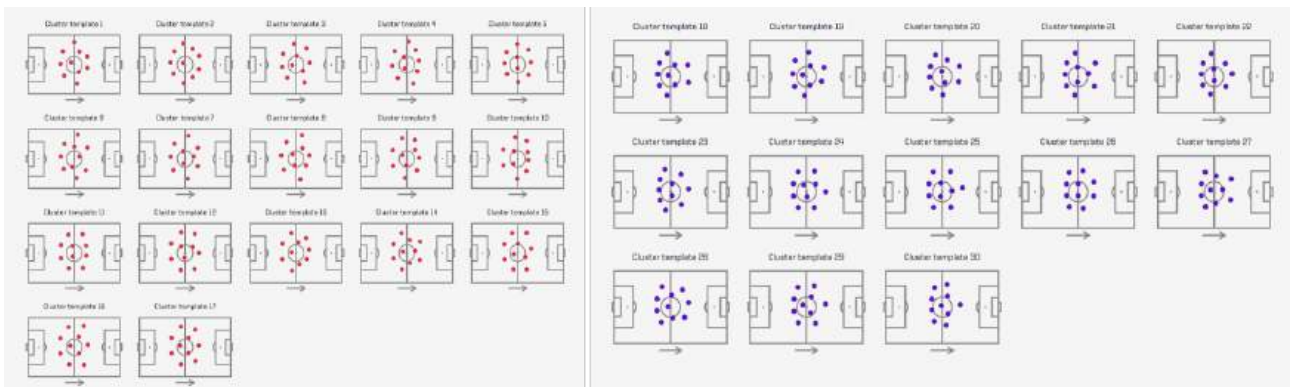 Cluster template 1
Cluster template 2
Cluster template 3
Cluster template 4
Cluster template 5
Cluster template 6
Cluster template 7
Cluster template 8
Cluster template 9
Cluster template 10
Cluster template 11
Cluster template 12
Cluster template 13
Cluster template 14
Cluster template 15
Cluster template 16
Cluster template 17
Cluster template 18
Cluster template 19
Cluster template 20
Cluster template 21
Cluster template 22
Cluster template 23
Cluster template 24
Cluster template 25
Cluster template 26
Cluster template 27
Cluster template 28
Cluster template 29
Cluster template 30